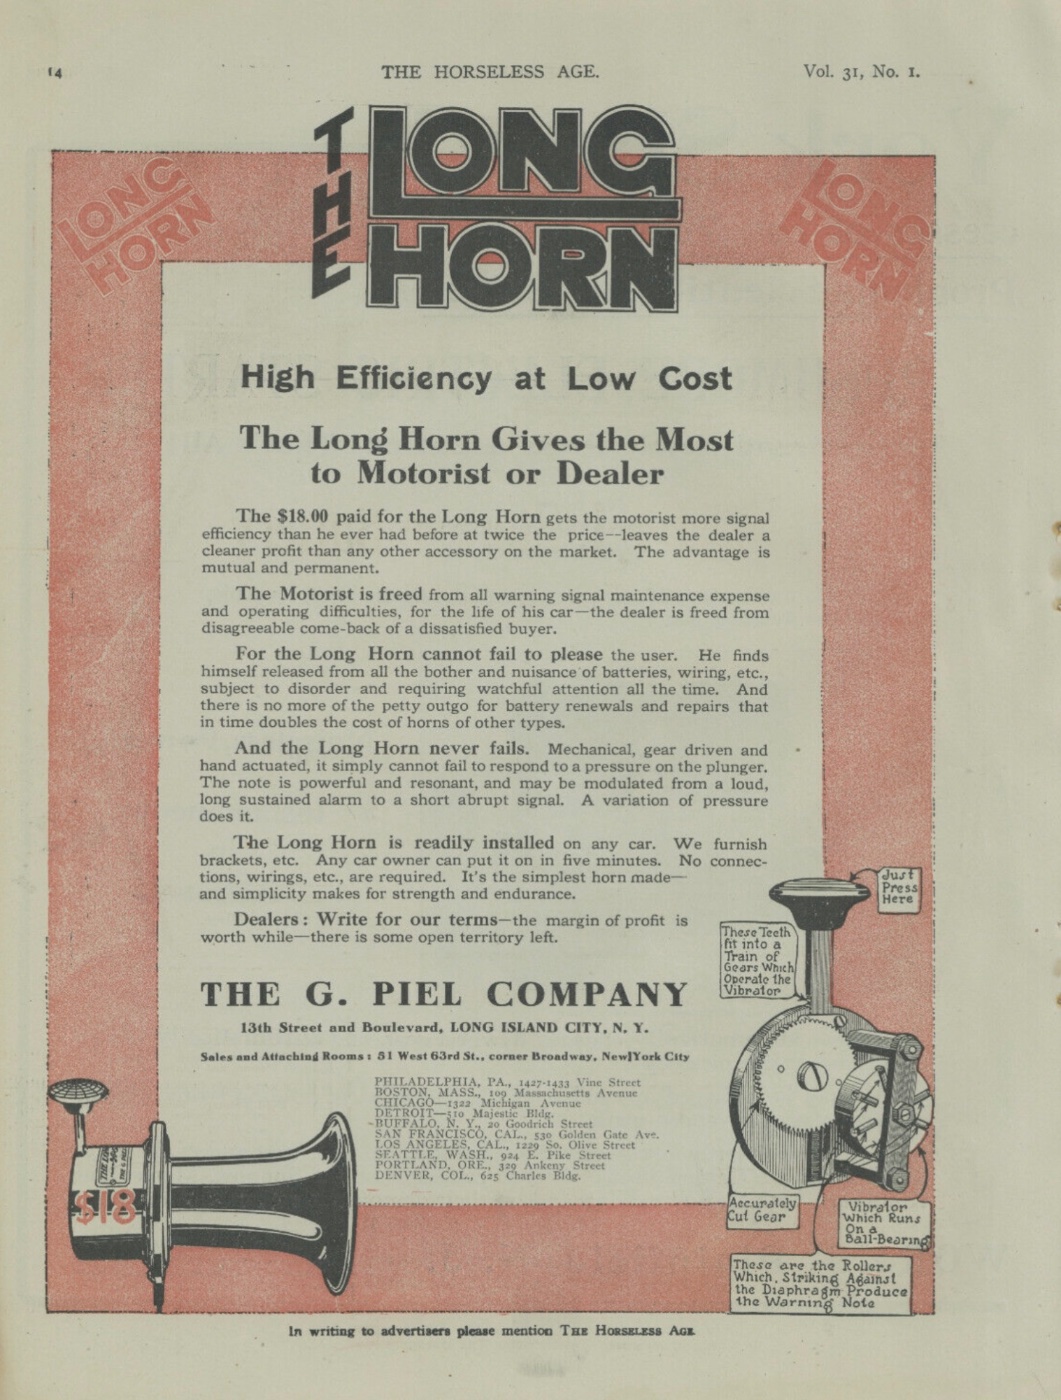 14
THE HORSELESS AGE.
Vol. 31, No. 1.
THE
LONG
HORN
LONG
HORN
LONG
HORN
High Efficiency at Low Cost
The Long Horn Gives the Most
to Motorist or Dealer
The $18.00 paid for the Long Horn gets the motorist more signal
efficiency than he ever had before at twice the price--leaves the dealer a
cleaner profit than any other accessory on the market. The advantage is
mutual and permanent.
The Motorist is freed from all warning signal maintenance expense
and operating difficulties, for the life of his car—the dealer is freed from
disagreeable come-back of a dissatisfied buyer.
For the Long Horn cannot fail to please the user. He finds
himself released from all the bother and nuisance of batteries, wiring, etc.,
subject to disorder and requiring watchful attention all the time. And
there is no more of the petty outgo for battery renewals and repairs that
in time doubles the cost of horns of other types.
And the Long Horn never fails. Mechanical, gear driven and
hand actuated, it simply cannot fail to respond to a pressure on the plunger.
The note is powerful and resonant, and may be modulated from a loud,
long sustained alarm to a short abrupt signal. A variation of pressure
does it.
The Long Horn is readily installed on any car. We furnish
brackets, etc. Any car owner can put it on in five minutes. No connec-
tions, wirings, etc., are required. It's the simplest horn made—
and simplicity makes for strength and endurance.
Dealers: Write for our terms—the margin of profit is
worth while—there is some open territory left.
THE G. PIEL COMPANY
13th Street and Boulevard, LONG ISLAND CITY, N. Y.
Sales and Attaching Rooms: 51 West 63rd St., corner Broadway, New York City
PHILADELPHIA, PA., 1427-1433 Vine Street
BOSTON, MASS., 109 Massachusetts Avenue
CHICAGO—1322 Michigan Avenue
DETROIT—510 Majestic Bldg.
BUFFALO, N. Y., 20 Goodrich Street
SAN FRANCISCO, CAL., 530 Golden Gate Ave.
LOS ANGELES, CAL., 1229 So. Olive Street
SEATTLE, WASH., 924 E. Pike Street
PORTLAND, ORE., 329 Ankeny Street
DENVER, COL., 625 Charles Bldg.
Just
Press
Here
These Teeth
fit into a
Train of
Gears Which
Operate the
Vibrator
$18
Accurately
Cut Gear
Vibrator
Which Runs
On a
Ball-Bearing
These are the Rollers
Which, Striking Against
the Diaphragm Produce
the Warning Note
In writing to advertisers please mention THE HORSELESS AGE